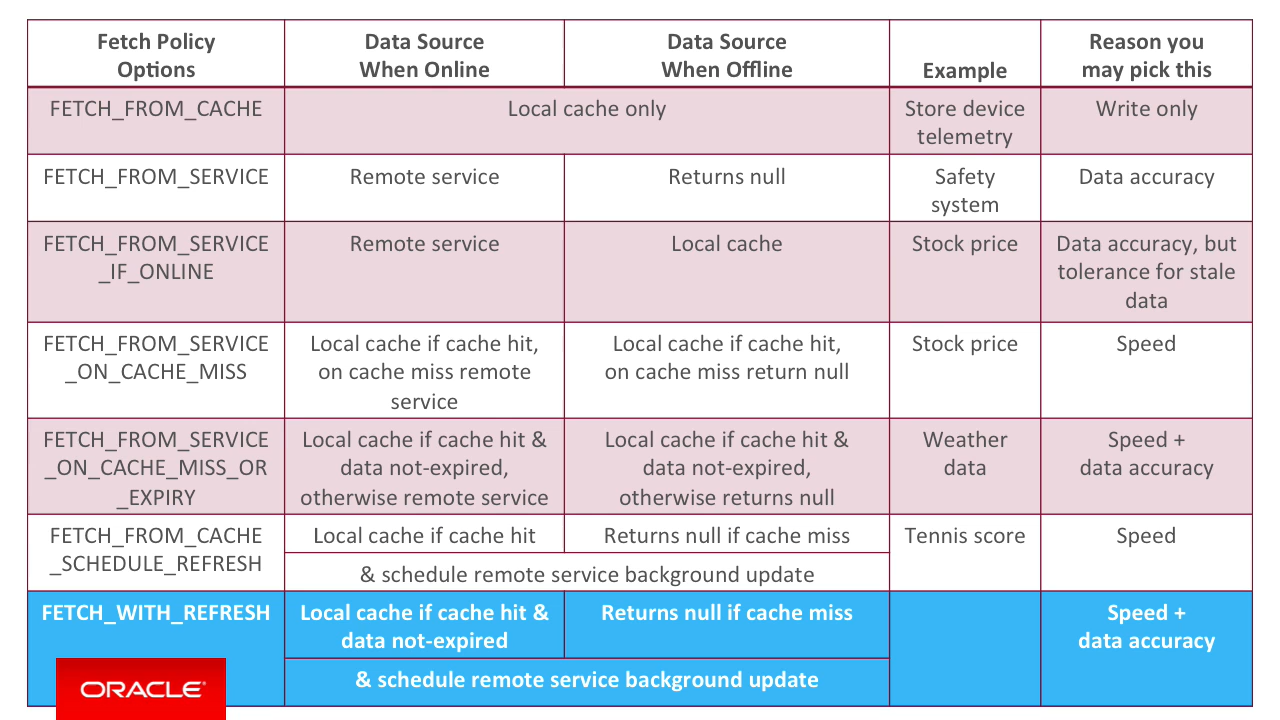 Fetch Policy
Options
Data Source
When Online
Data Source
When Offline
Example
Reason you
may pick this
FETCH_FROM_CACHE
Local cache only
Store device
telemetry
Write only
FETCH_FROM_SERVICE
Remote service
Returns null
Safety
system
Data accuracy
FETCH_FROM_SERVICE
_IF_ONLINE
Remote service
Local cache
Stock price
Data accuracy, but
tolerance for stale
data
FETCH_FROM_SERVICE
_ON_CACHE_MISS
Local cache if cache hit,
on cache miss remote
service
Local cache if cache hit,
on cache miss return null
Stock price
Speed
FETCH_FROM_SERVICE
_ON_CACHE_MISS_OR
_EXPIRY
Local cache if cache hit &
data not-expired,
otherwise remote service
Local cache if cache hit &
data not-expired,
otherwise returns null
Weather
data
Speed +
data accuracy
FETCH_FROM_CACHE
_SCHEDULE_REFRESH
Local cache if cache hit
Returns null if cache miss
& schedule remote service background update
Tennis score
Speed
FETCH_WITH_REFRESH
Local cache if cache hit &
data not-expired
Returns null if cache miss
& schedule remote service background update
Speed +
data accuracy
ORACLE®